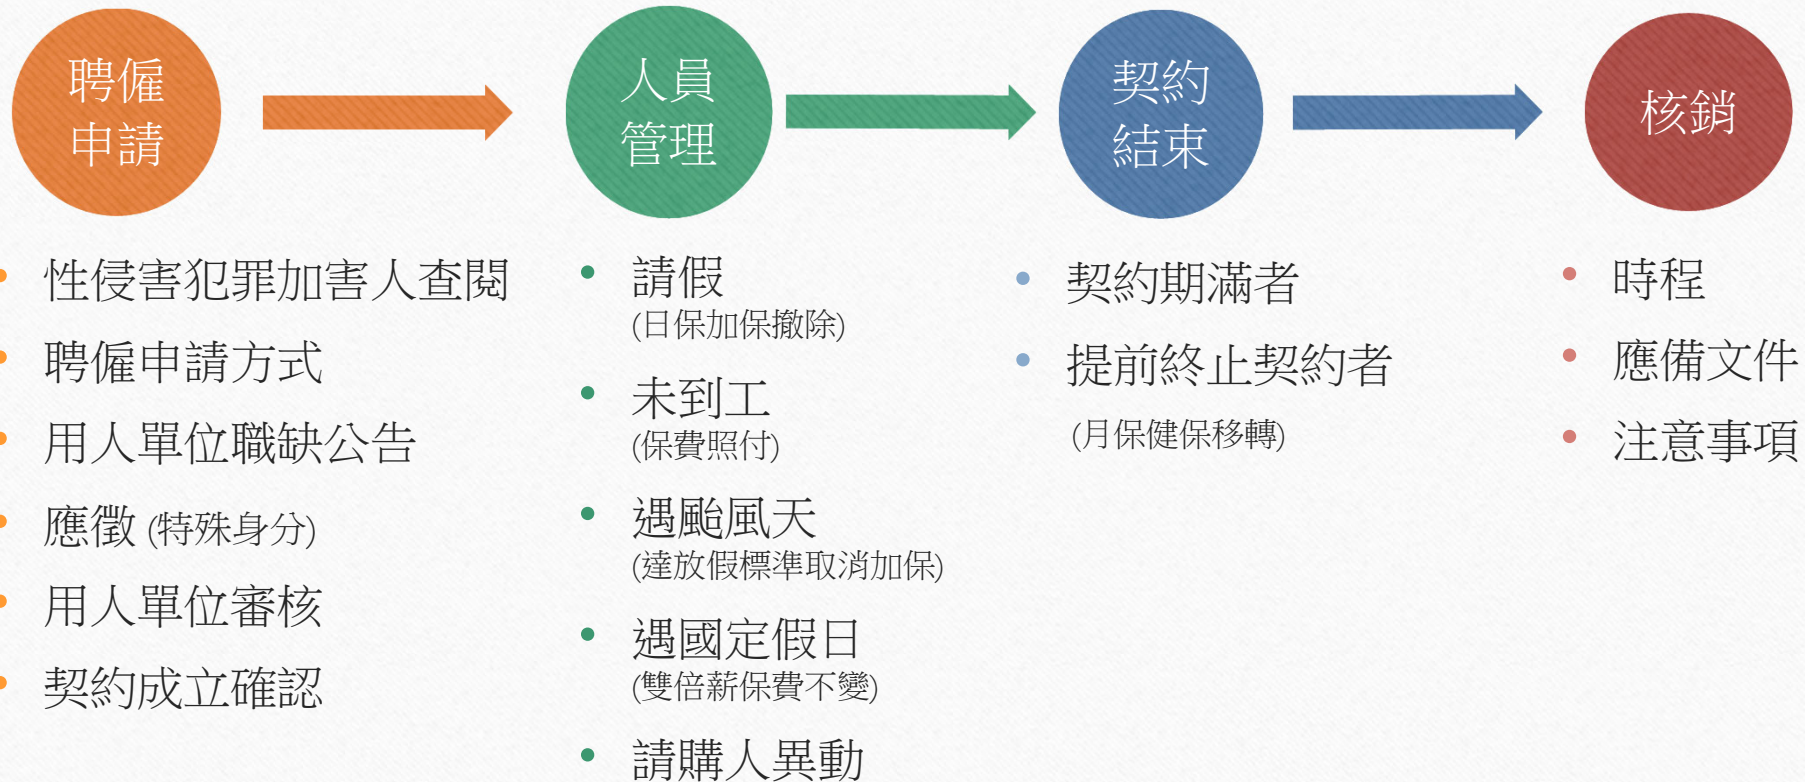 聘僱
申請
人員
管理
契約
結束
核銷
性侵害犯罪加害人查閱
聘僱申請方式
用人單位職缺公告
應徵 (特殊身分)
用人單位審核
契約成立確認
請假
(日保加保撤除)
未到工
(保費照付)
遇颱風天
(達放假標準取消加保)
遇國定假日
(雙倍薪保費不變)
請購人異動
契約期滿者
提前終止契約者
(月保健保移轉)
時程
應備文件
注意事項